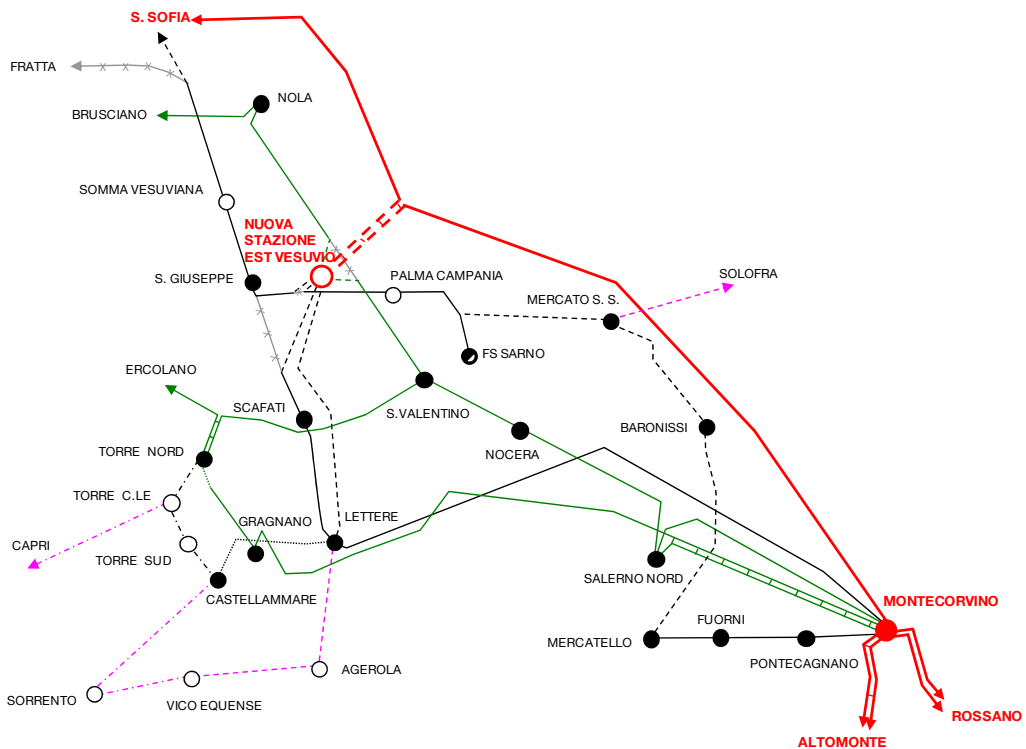 S. SOFIA
FRATTA
NOLA
BRUSCIANO
SOMMA VESUVIANA
NUOVA
STAZIONE
EST VESUVIO
S. GIUSEPPE
PALMA CAMPANIA
SOLOFRA
MERCATO S. S.
FS SARNO
ERCOLANO
SCAFATI
S.VALENTINO
BARONISSI
TORRE NORD
NOCERA
TORRE C.LE
GRAGNANO
LETTERE
CAPRI
TORRE SUD
SALERNO NORD
CASTELLAMMARE
MONTECORVINO
FUORNI
MERCATELLO
PONTECAGNANO
AGEROLA
SORRENTO
VICO EQUENSE
ROSSANO
ALTOMONTE